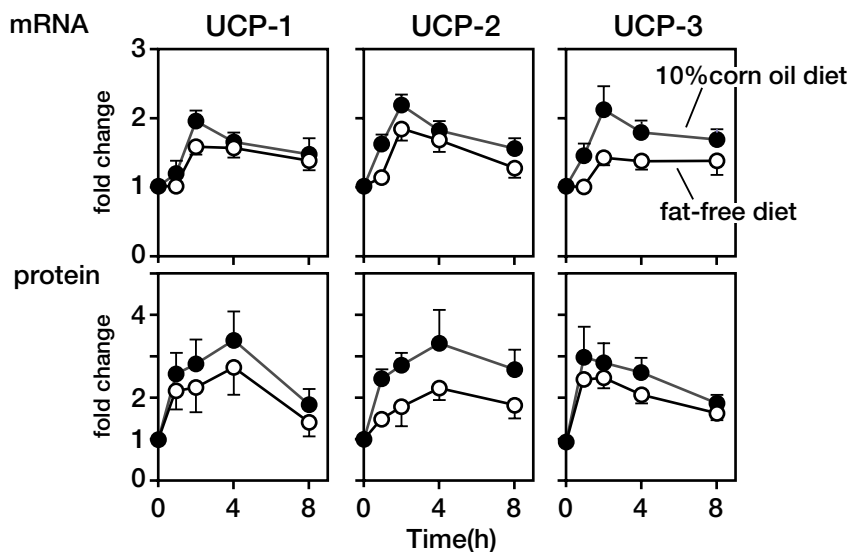 mRNA UCP-1 UCP-2 UCP-3
3
2
1
0
fold change
10%corn oil diet
fat-free diet
protein
4
2
1
0
fold change
0 4 8 0 4 8 0 4 8
Time(h)